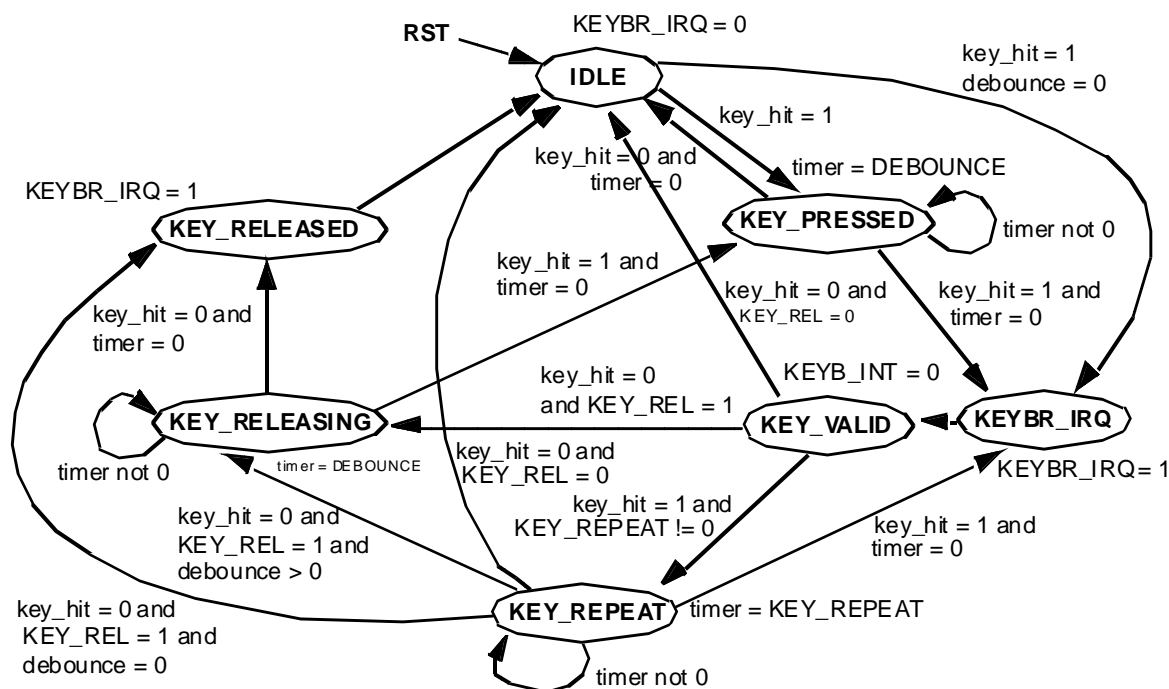 KEYBR_IRQ = 0
RST
IDLE
key_hit = 1
debounce = 0
key_hit = 1
key_hit = 0 and
timer = 0
timer = DEBOUNCE
KEYBR_IRQ = 1
KEY_RELEASED
KEY_PRESSED
timer not 0
key_hit = 1 and
timer = 0
key_hit = 0 and
KEY_REL = 0
key_hit = 1 and
timer = 0
key_hit = 0 and
timer = 0
key_hit = 0
and KEY_REL = 1
KEYB_INT = 0
KEY_RELEASING
KEY_VALID
KEYBR_IRQ
timer not 0
timer = DEBOUNCE
key_hit = 0 and
KEY_REL = 0
KEYBR_IRQ= 1
key_hit = 1 and
KEY_REPEAT != 0
key_hit = 0 and
KEY_REL = 1 and
debounce > 0
key_hit = 1 and
timer = 0
key_hit = 0 and
KEY_REL = 1 and
debounce = 0
KEY_REPEAT
timer = KEY_REPEAT
timer not 0